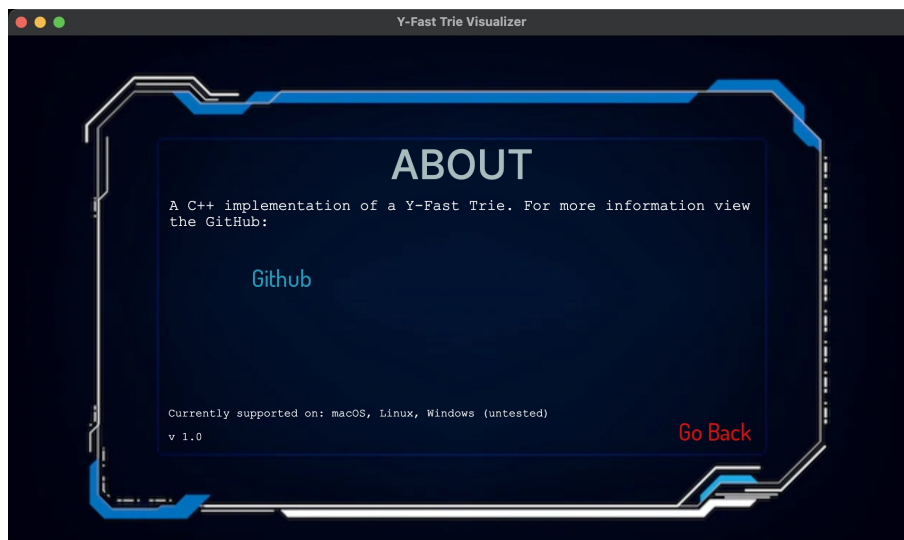 Y-Fast Trie Visualizer
ABOUT
A C++ implementation of a Y-Fast Trie. For more information view
the GitHub:
Github
Currently supported on: macOS, Linux, Windows (untested)
v 1.0
Go Back